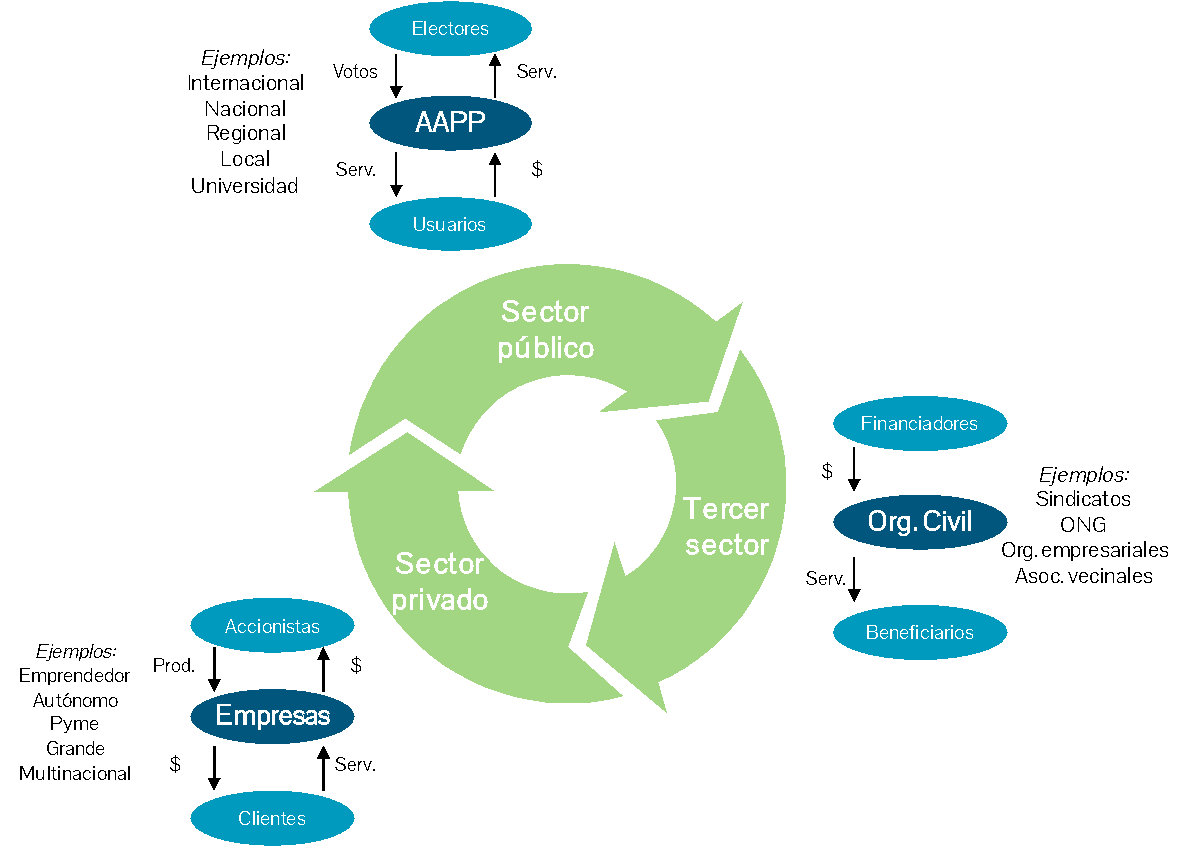 Electores
Ejemplos:
Internacional
Nacional
Regional
Local
Universidad
Votos
Serv.
AAPP
Serv.
$
Usuarios
Sector
público
Tercer
sector
Sector
privado
Financiadores
$
Org. Civil
Serv.
Beneficiarios
Ejemplos:
Sindicatos
ONG
Org. empresariales
Asoc. vecinales
Accionistas
Ejemplos:
Emprendedor
Autónomo
Pyme
Grande
Multinacional
Prod.
$
Empresas
$
Serv.
Clientes